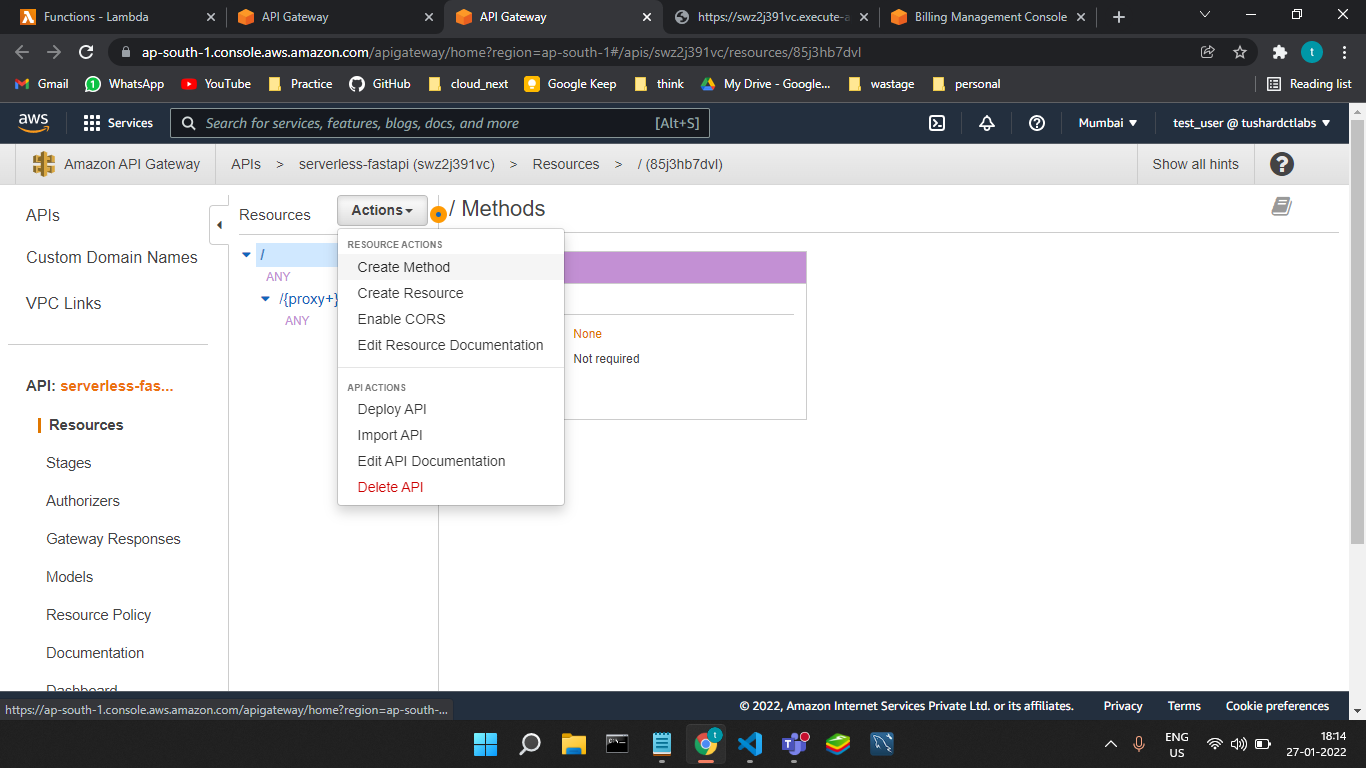 Functions - Lambda
API Gateway
API Gateway
https://swz2j391vc.execute-a
Billing Management Console
ap-south-1.console.aws.amazon.com/apigateway/home?region=ap-south-1#/apis/swz2j391vc/resources/85j3hb7dvl
t
Gmail
1
WhatsApp
YouTube
Practice
GitHub
cloud_next
Google Keep
think
My Drive - Google...
wastage
personal
Reading list
aws
Services
Search for services, features, blogs, docs, and more
[Alt+S]
Mumbai
test_user @ tushardctlabs
Amazon API Gateway
APIs > serverless-fastapi (swz2j391vc) > Resources > / (85j3hb7dvl)
Show all hints
APIs
Custom Domain Names
VPC Links
API: serverless-fas...
Resources
Stages
Authorizers
Gateway Responses
Models
Resource Policy
Documentation
Dashboard
Resources
Actions
/
ANY
/{proxy+}
ANY
RESOURCE ACTIONS
Create Method
Create Resource
Enable CORS
Edit Resource Documentation
API ACTIONS
Deploy API
Import API
Edit API Documentation
Delete API
/ Methods
None
Not required
https://ap-south-1.console.aws.amazon.com/apigateway/home?region=ap-south-...
© 2022, Amazon Internet Services Private Ltd. or its affiliates.
Privacy
Terms
Cookie preferences
t
ENG
US
18:14
27-01-2022